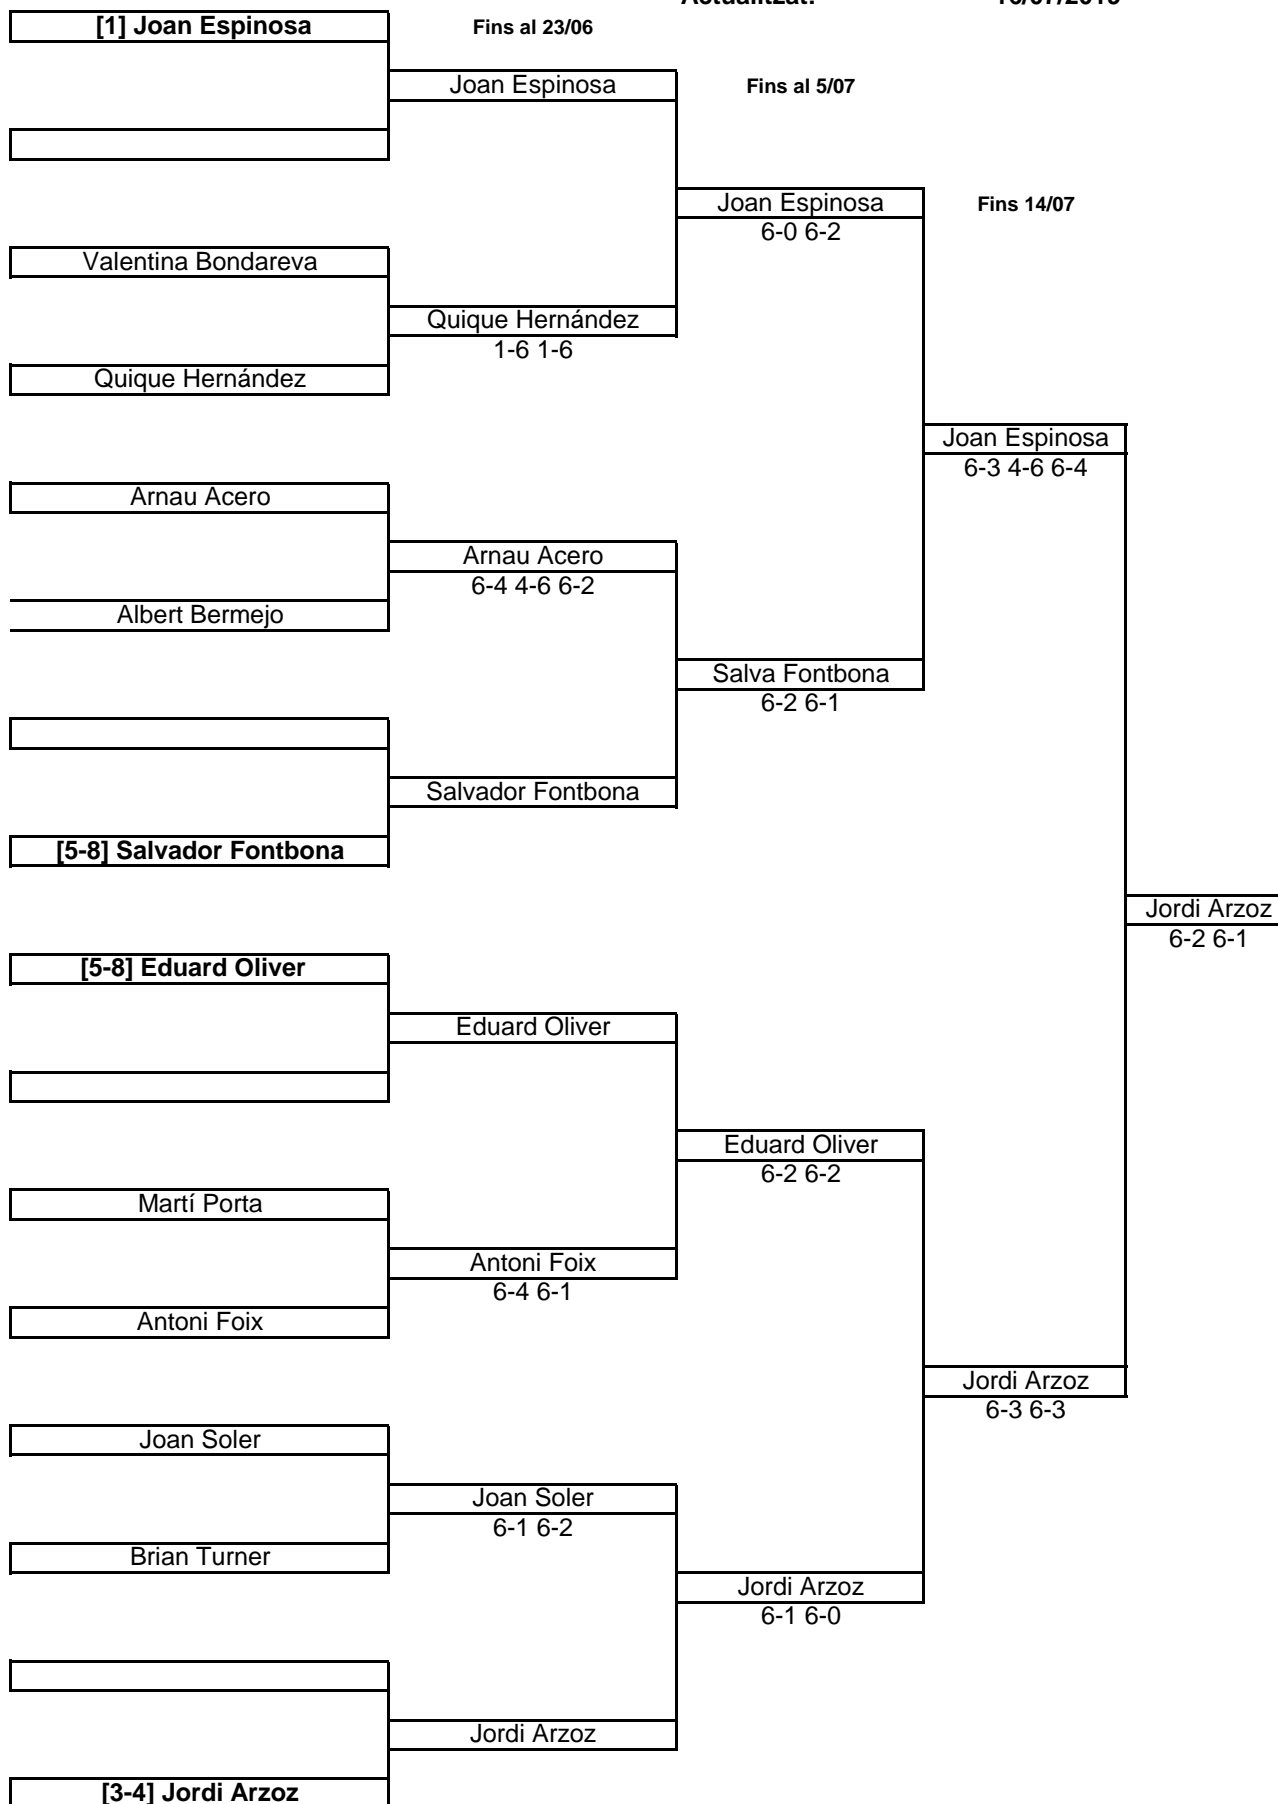 Actualitzat:
[1] Joan Espinosa
Fins al 23/06
Joan Espinosa
Fins al 5/07
Joan Espinosa
Fins 14/07
6-0 6-2
Valentina Bondareva
Quique Hernández
1-6 1-6
Quique Hernández
Joan Espinosa
6-3 4-6 6-4
Arnau Acero
Arnau Acero
6-4 4-6 6-2
Albert Bermejo
Salva Fontbona
6-2 6-1
Salvador Fontbona
[5-8] Salvador Fontbona
Jordi Arzoz
6-2 6-1
[5-8] Eduard Oliver
Eduard Oliver
Eduard Oliver
6-2 6-2
Martí Porta
Antoni Foix
6-4 6-1
Antoni Foix
Jordi Arzoz
6-3 6-3
Joan Soler
Joan Soler
6-1 6-2
Brian Turner
Jordi Arzoz
6-1 6-0
Jordi Arzoz
[3-4] Jordi Arzoz